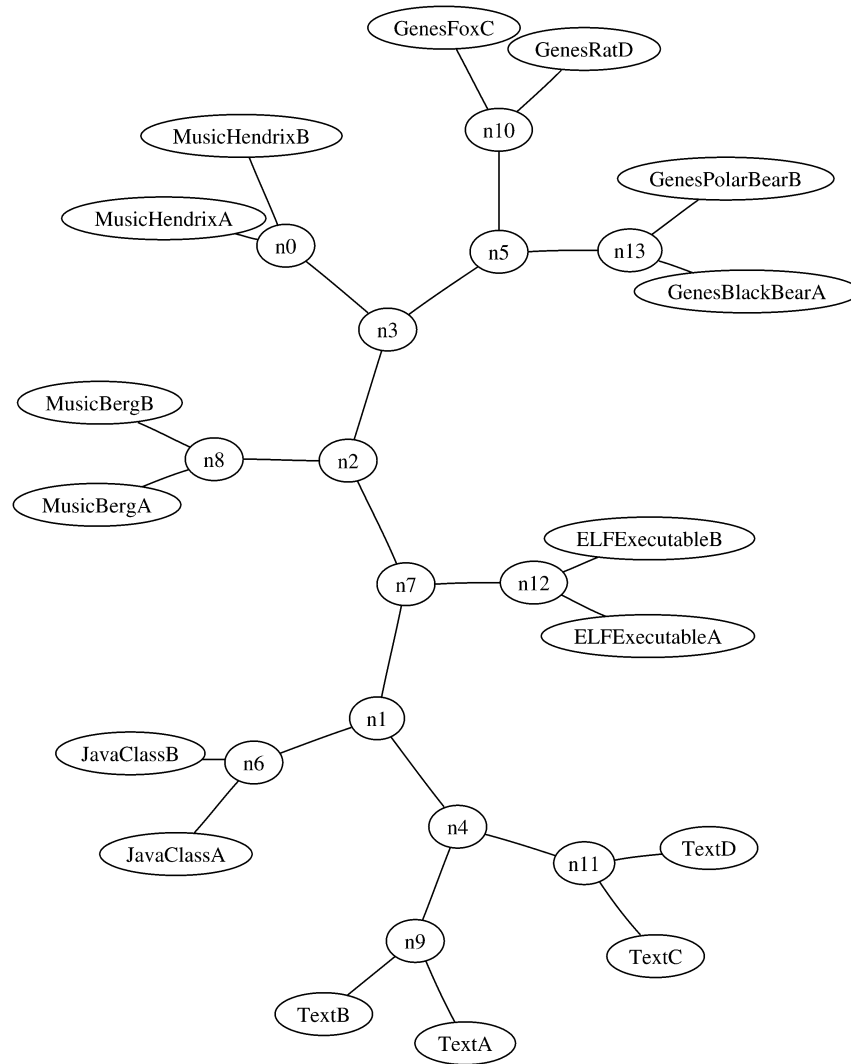 GenesFoxC
GenesRatD
n10
MusicHendrixB
GenesPolarBearB
MusicHendrixA
n0
n5
n13
GenesBlackBearA
n3
MusicBergB
n8
n2
MusicBergA
ELFExecutableB
n7
n12
ELFExecutableA
n1
JavaClassB
n6
n4
JavaClassA
n11
TextD
n9
TextC
TextB
TextA